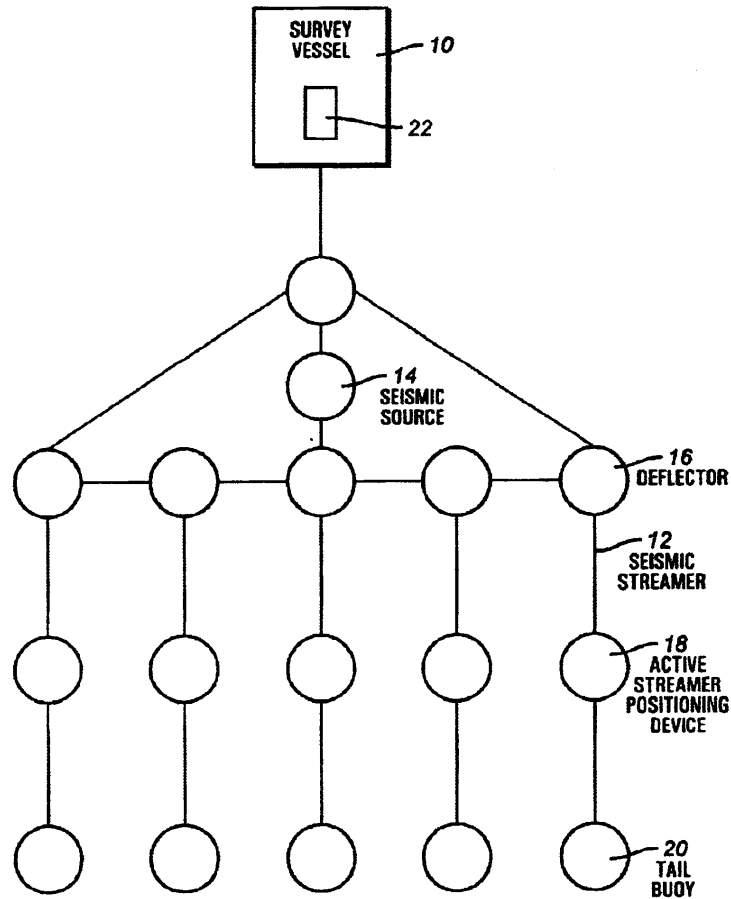 SURVEY
VESSEL
10
22
14
SEISMIC
SOURCE
16
DEFLECTOR
12
SEISMIC
STREAMER
18
ACTIVE
STREAMER
POSITIONING
DEVICE
20
TAIL
BUOY